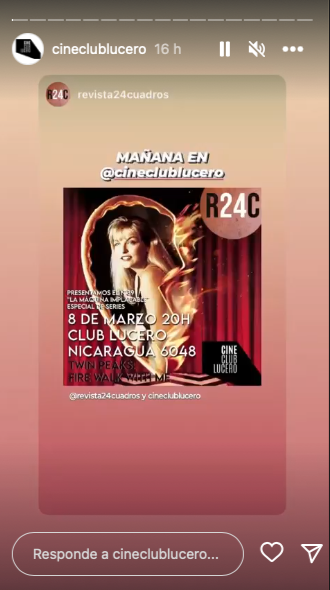 cineclublucero 16 h
R24C revista24cuadros
MAÑANA EN
@cineclublucero
R24C
PRESENTAMOS EL Nº39
"LA MÁQUINA IMPLACABLE"
ESPECIAL DE SERIES
8 DE MARZO 20H
CLUB LUCERO
NICARAGUA 6048
TWIN PEAKS:
FIRE WALK WITH ME
CINE
CLUB
LUCERO
@revista24cuadros y cineclublucero
Responde a cineclublucero...